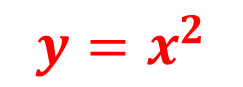 y = x²